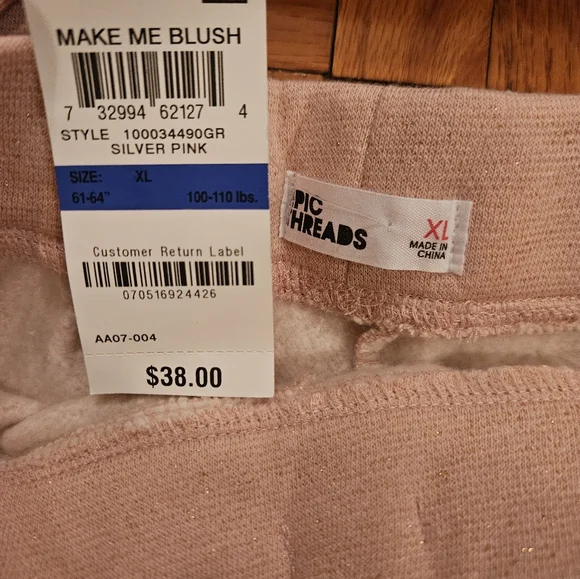 MAKE ME BLUSH
7 32994 62127 4
STYLE 100034490GR
SILVER PINK
SIZE: XL
61-64" 100-110 lbs.
Customer Return Label
070516924426
AA07-004
$38.00
PIC
THREADS
XL
MADE IN
CHINA